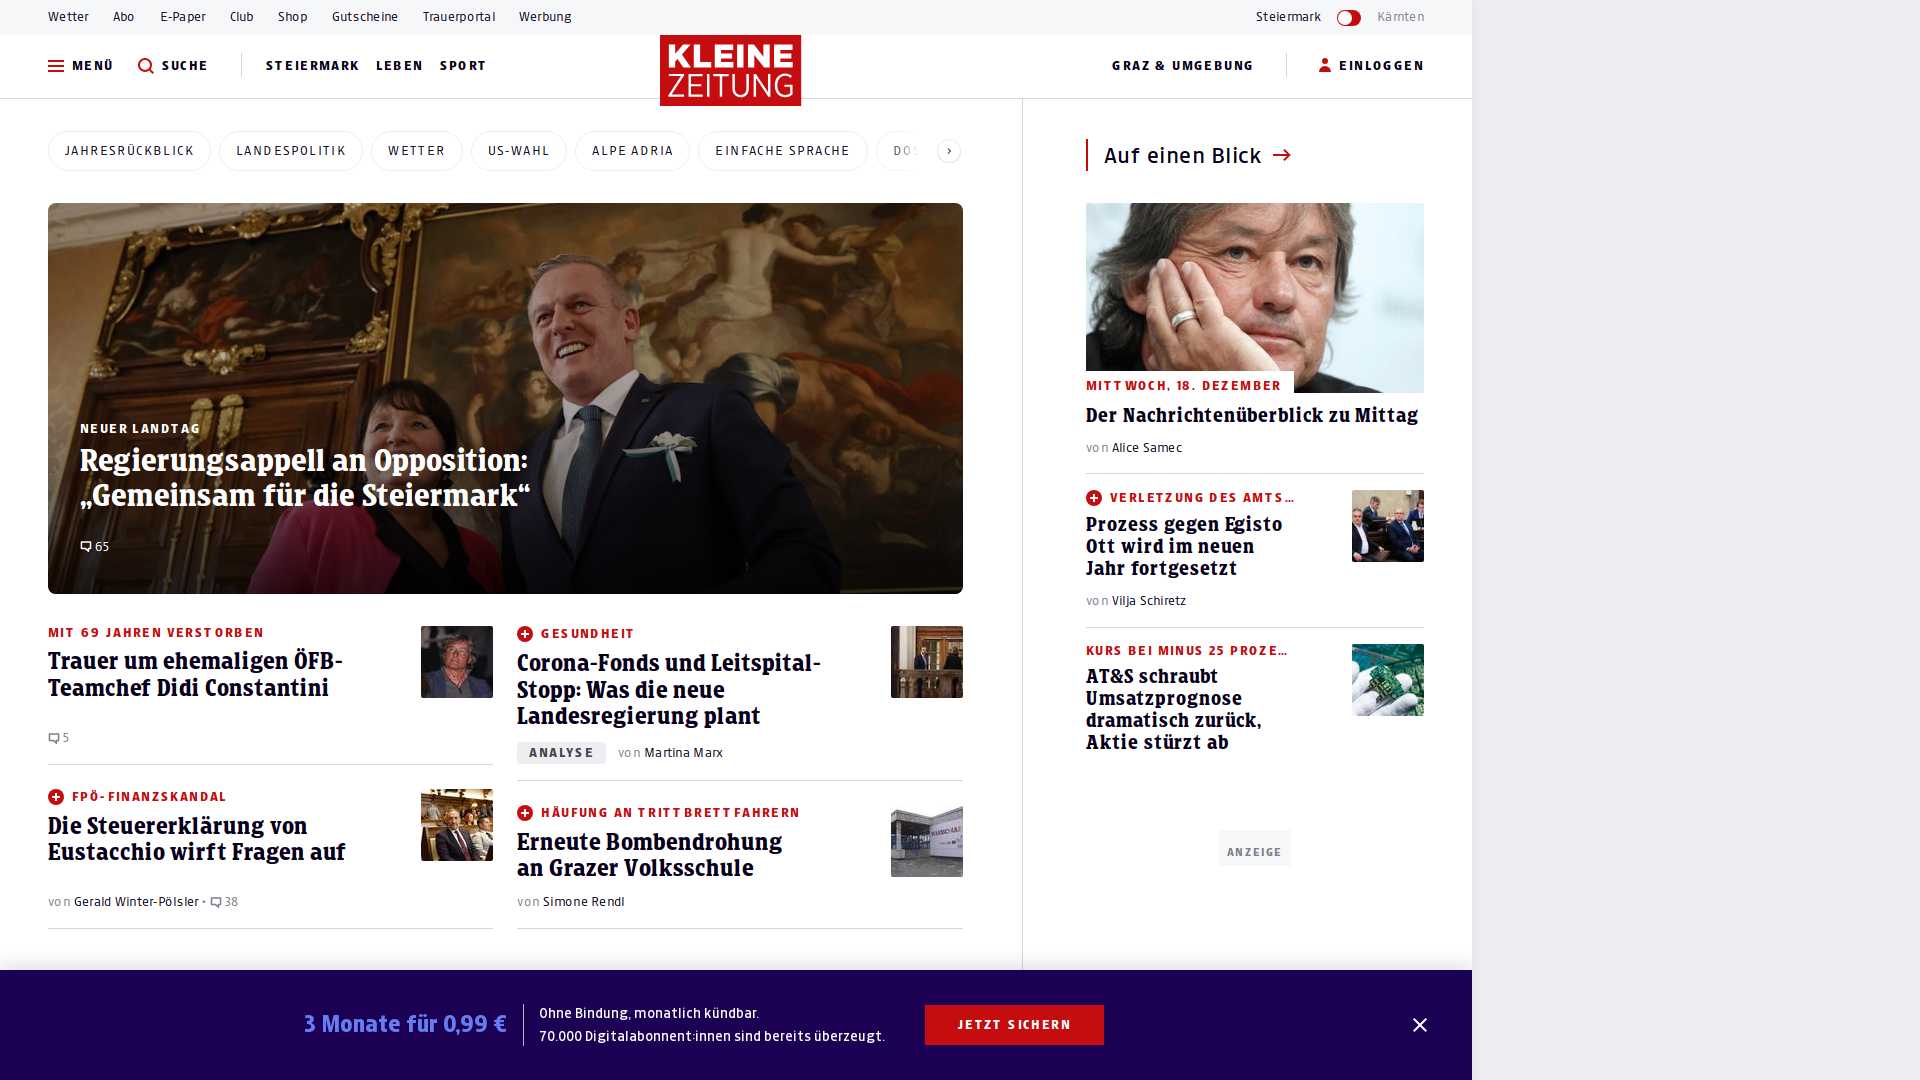 Wetter Abo E-Paper Club Shop Gutscheine Trauerportal Werbung
Steiermark Kärnten
MENÜ SUCHE STEIERMARK LEBEN SPORT
KLEINE
ZEITUNG
GRAZ & UMGEBUNG EINLOGGEN
JAHRESRÜCKBLICK LANDESPOLITIK WETTER US-WAHL ALPE ADRIA EINFACHE SPRACHE
NEUER LANDTAG
Regierungsappell an Opposition:
„Gemeinsam für die Steiermark“
65
MIT 69 JAHREN VERSTORBEN
Trauer um ehemaligen ÖFB-
Teamchef Didi Constantini
5
GESUNDHEIT
Corona-Fonds und Leitspital-
Stopp: Was die neue
Landesregierung plant
ANALYSE von Martina Marx
FPÖ-FINANZSKANDAL
Die Steuererklärung von
Eustacchio wirft Fragen auf
von Gerald Winter-Pölsler • 38
HÄUFUNG AN TRITTBRETTFAHRERN
Erneute Bombendrohung
an Grazer Volksschule
von Simone Rendl
Auf einen Blick
MITTWOCH, 18. DEZEMBER
Der Nachrichtenüberblick zu Mittag
von Alice Samec
VERLETZUNG DES AMTS…
Prozess gegen Egisto
Ott wird im neuen
Jahr fortgesetzt
von Vilja Schiretz
KURS BEI MINUS 25 PROZE…
AT&S schraubt
Umsatzprognose
dramatisch zurück,
Aktie stürzt ab
ANZEIGE
3 Monate für 0,99 €
Ohne Bindung, monatlich kündbar.
70.000 Digitalabonnent:innen sind bereits überzeugt.
JETZT SICHERN